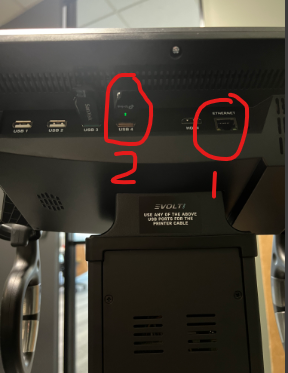 ETHERNET
USB 1
USB 2
USB 3
USB 4
2
1
EVOLT
USE ANY OF THE ABOVE
USB PORTS FOR THE
PRINTER CABLE